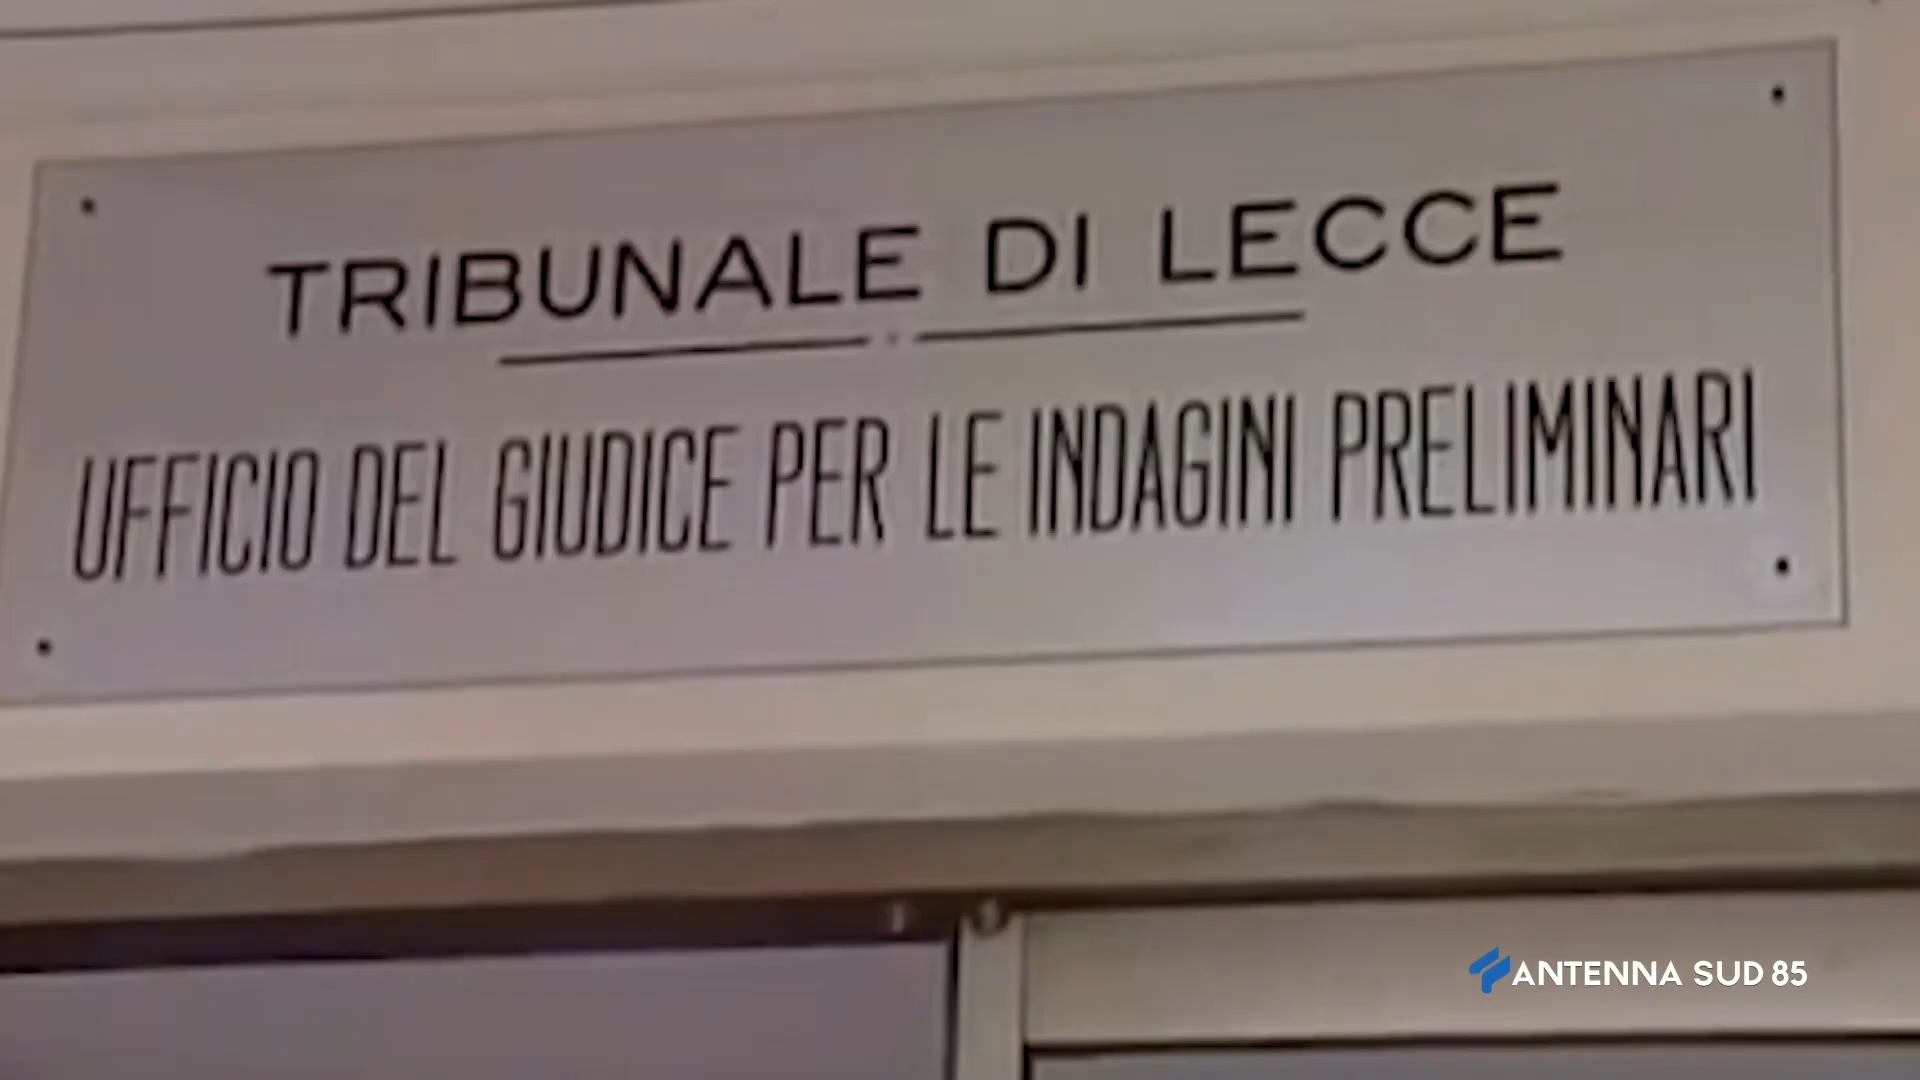 TRIBUNALE DI LECCE
UFFICIO DEL GIUDICE PER LE INDAGINI PRELIMINARI
ANTENNA SUD 85